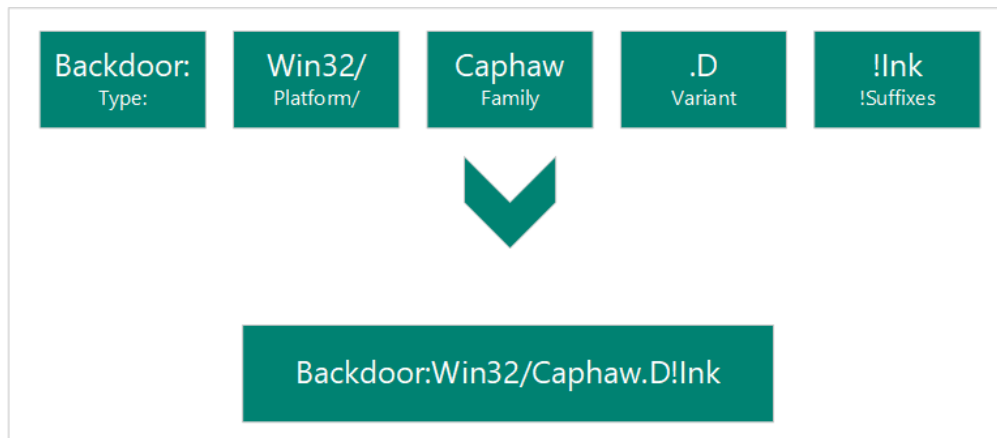 Backdoor:
Type:
Win32/
Platform/
Caphaw
Family
.D
Variant
!lnk
!Suffixes
Backdoor:Win32/Caphaw.D!lnk